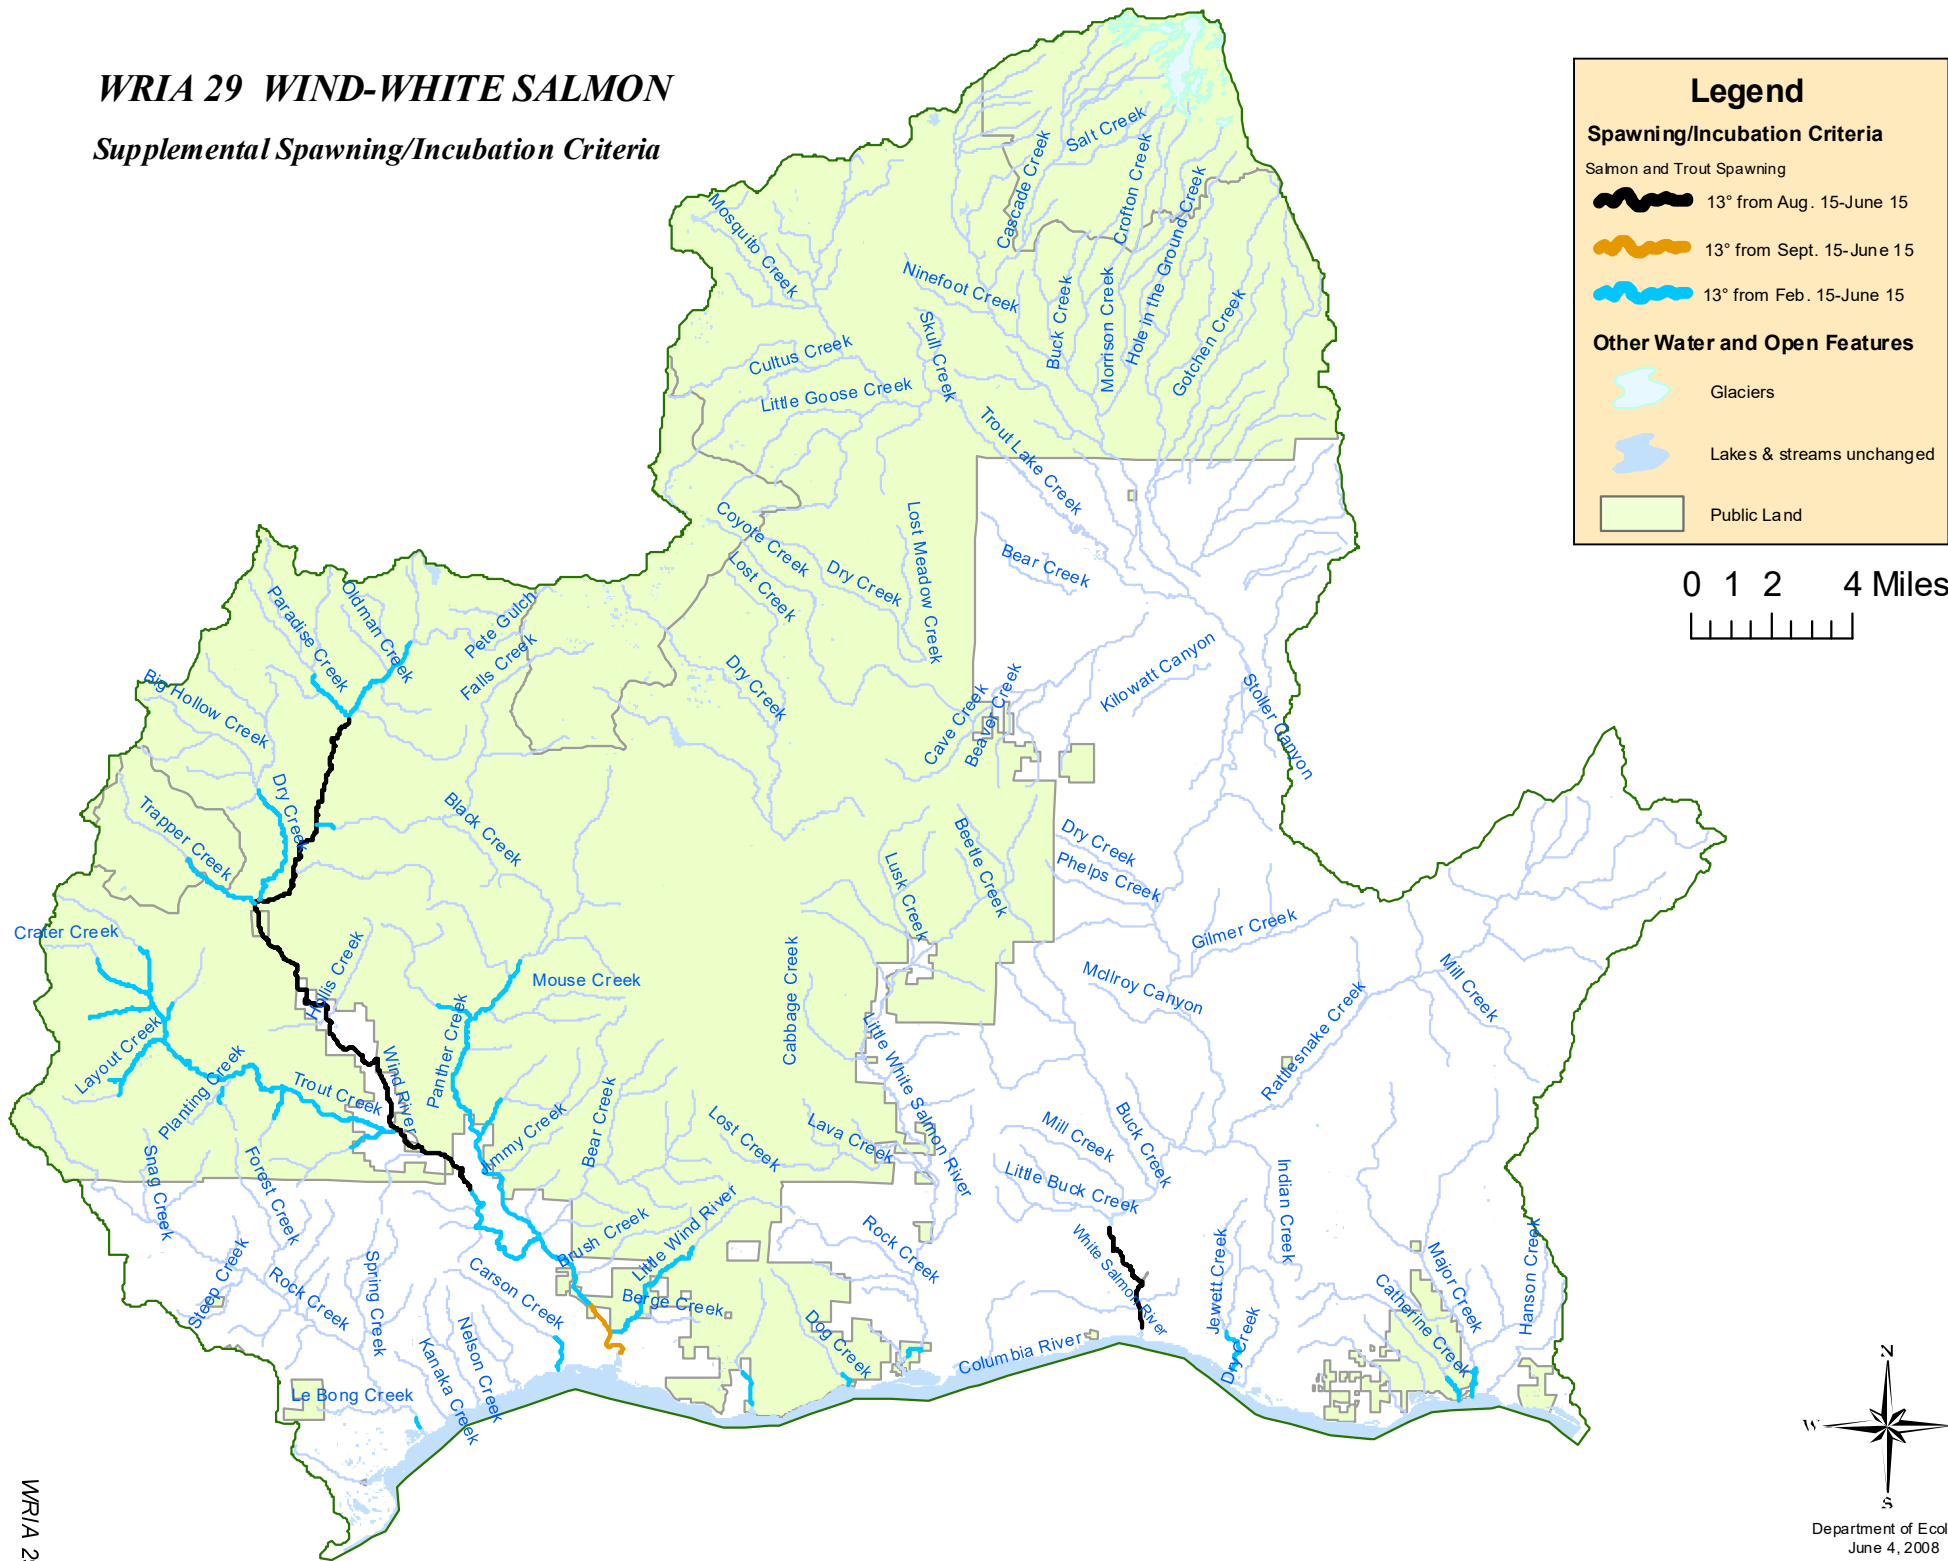 WRIA 29 WIND-WHITE SALMON
Supplemental Spawning/Incubation Criteria
Legend
Spawning/Incubation Criteria
Salmon and Trout Spawning
13° from Aug. 15-June 15
13° from Sept. 15-June 15
13° from Feb. 15-June 15
Other Water and Open Features
Glaciers
Lakes & streams unchanged
Public Land
0 1 2 4 Miles
Salt Creek
Cascade Creek
Crofton Creek
Hole in the Ground Creek
Mosquito Creek
Ninefoot Creek
Buck Creek
Morrison Creek
Gotchen Creek
Skull Creek
Cultus Creek
Little Goose Creek
Trout Lake Creek
Coyote Creek
Lost Creek
Dry Creek
Lost Meadow Creek
Bear Creek
Paradise Creek
Oldman Creek
Pete Gulch
Falls Creek
Big Hollow Creek
Dry Creek
Kilowatt Canyon
Stoller Canyon
Cave Creek
Beaver Creek
Dry Creek
Trapper Creek
Black Creek
Lusk Creek
Beetle Creek
Dry Creek
Phelps Creek
Gilmer Creek
Crater Creek
Hollis Creek
Mouse Creek
Cabbage Creek
McIlroy Canyon
Mill Creek
Rattlesnake Creek
Layout Creek
Planting Creek
Trout Creek
Wind River
Panther Creek
Little White Salmon River
Jimmy Creek
Bear Creek
Lost Creek
Lava Creek
Mill Creek
Buck Creek
Little Buck Creek
Snag Creek
Forest Creek
Indian Creek
Brush Creek
Little Wind River
Rock Creek
White Salmon River
Jewett Creek
Steep Creek
Rock Creek
Spring Creek
Carson Creek
Berge Creek
Major Creek
Catherine Creek
Hanson Creek
Dog Creek
Columbia River
Dry Creek
Nelson Creek
Kanaka Creek
Le Bong Creek
N
W
S
Department of Ecol
June 4, 2008
WRIA 2